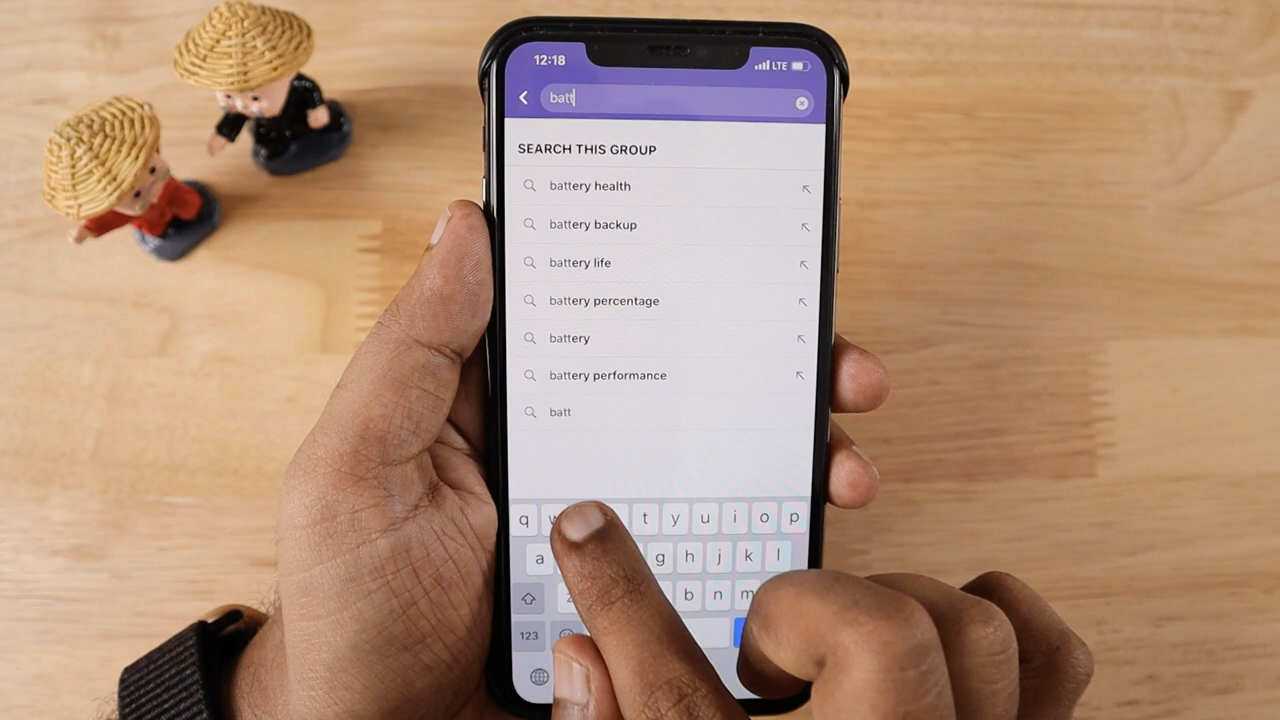 12:18 LTE
batt
SEARCH THIS GROUP
battery health
battery backup
battery life
battery percentage
battery
battery performance
batt
q w t y u i o p
a g h j k l
z b n m
123